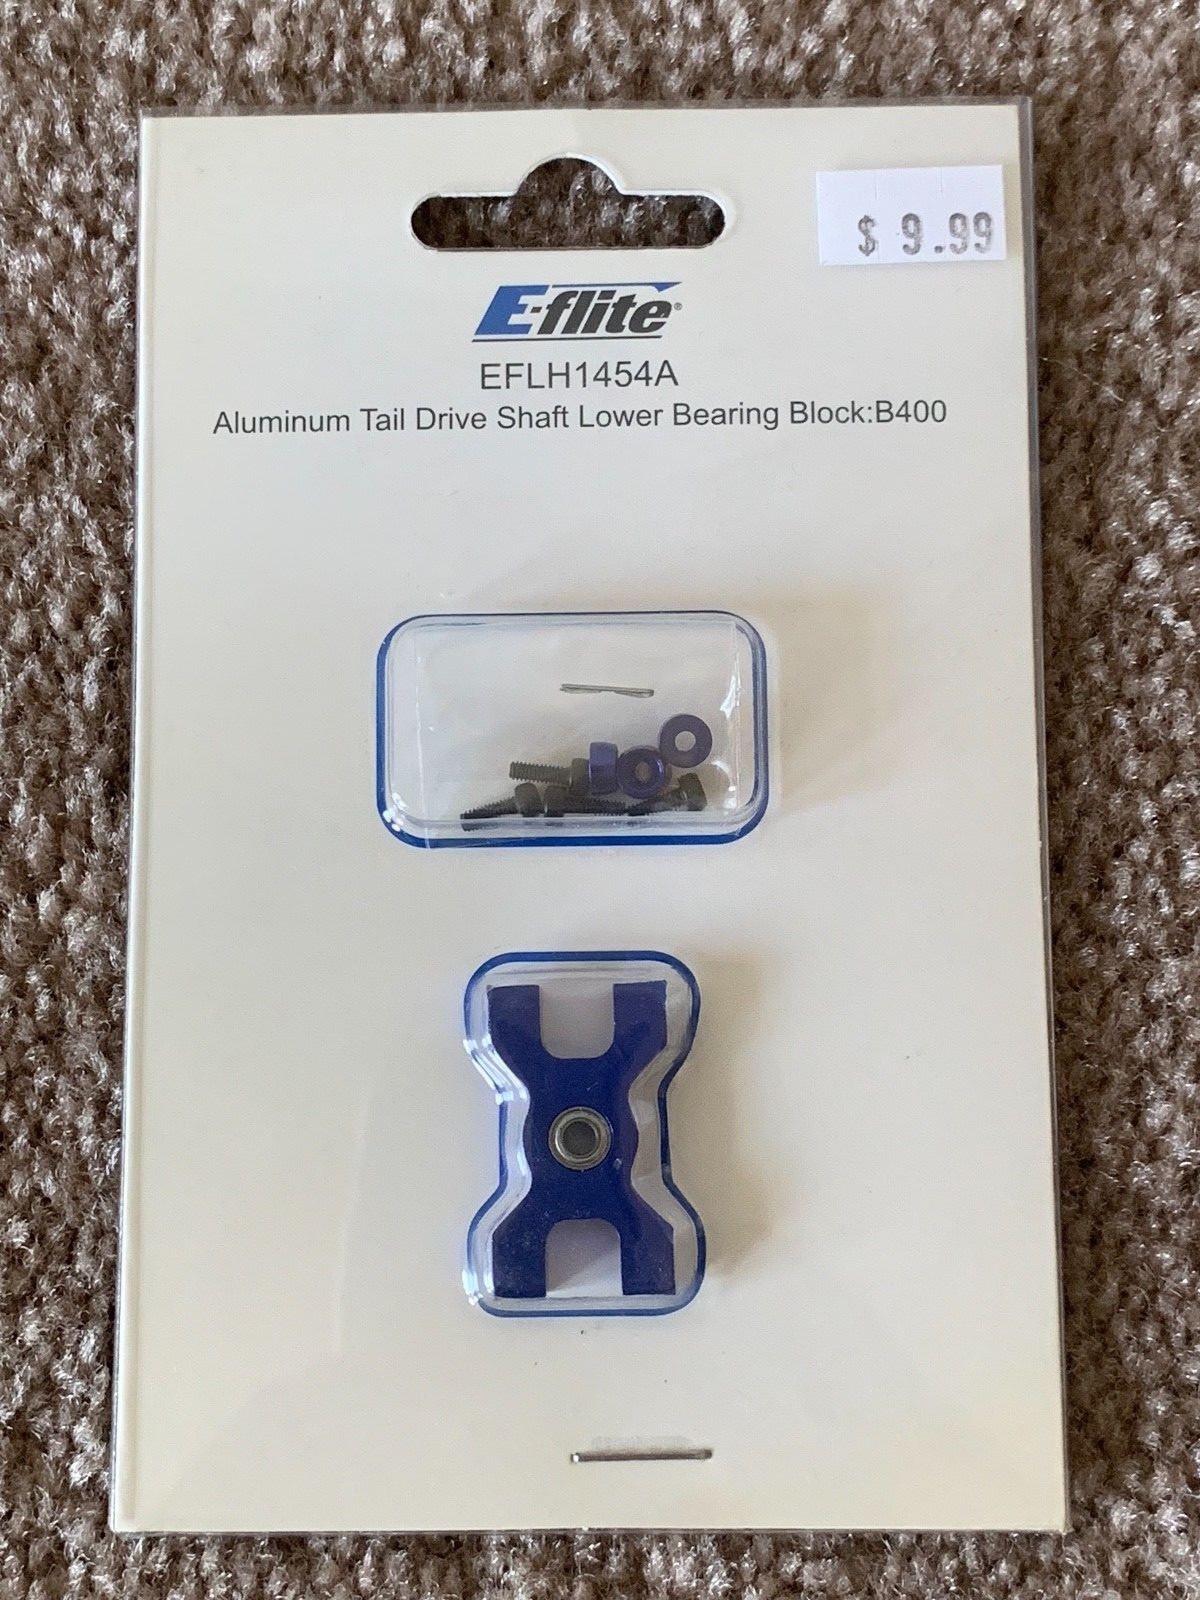 $ 9.99
E-flite®
EFLH1454A
Aluminum Tail Drive Shaft Lower Bearing Block:B400